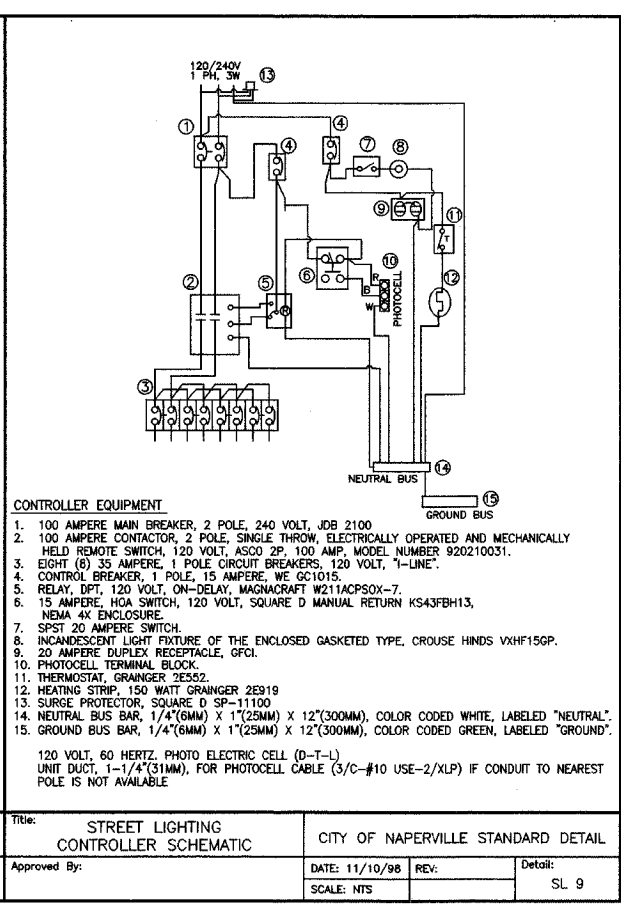 120/240V
1 PH, 3W
13
1
4
4
7
8
9
11
T
6
10
R
B
W
PHOTOCELL
12
2
5
R
3
NEUTRAL BUS
14
15
GROUND BUS
CONTROLLER EQUIPMENT
1. 100 AMPERE MAIN BREAKER, 2 POLE, 240 VOLT, JDB 2100
2. 100 AMPERE CONTACTOR, 2 POLE, SINGLE THROW, ELECTRICALLY OPERATED AND MECHANICALLY
HELD REMOTE SWITCH, 120 VOLT, ASCO 2P, 100 AMP, MODEL NUMBER 920210031.
3. EIGHT (8) 35 AMPERE, 1 POLE CIRCUIT BREAKERS, 120 VOLT, "I-LINE".
4. CONTROL BREAKER, 1 POLE, 15 AMPERE, WE GC1015.
5. RELAY, DPT, 120 VOLT, ON-DELAY, MAGNACRAFT W211ACPSOX-7.
6. 15 AMPERE, HOA SWITCH, 120 VOLT, SQUARE D MANUAL RETURN KS43FBH13,
NEMA 4X ENCLOSURE.
7. SPST 20 AMPERE SWITCH.
8. INCANDESCENT LIGHT FIXTURE OF THE ENCLOSED GASKETED TYPE, CROUSE HINDS VXHF15GP.
9. 20 AMPERE DUPLEX RECEPTACLE, GFCI.
10. PHOTOCELL TERMINAL BLOCK.
11. THERMOSTAT, GRAINGER 2E552.
12. HEATING STRIP, 150 WATT GRAINGER 2E919
13. SURGE PROTECTOR, SQUARE D SP-11100
14. NEUTRAL BUS BAR, 1/4"(6MM) X 1"(25MM) X 12"(300MM), COLOR CODED WHITE, LABELED "NEUTRAL".
15. GROUND BUS BAR, 1/4"(6MM) X 1"(25MM) X 12"(300MM), COLOR CODED GREEN, LABELED "GROUND".
120 VOLT, 60 HERTZ. PHOTO ELECTRIC CELL (D-T-L)
UNIT DUCT, 1-1/4"(31MM), FOR PHOTOCELL CABLE (3/C-#10 USE-2/XLP) IF CONDUIT TO NEAREST
POLE IS NOT AVAILABLE
Title:
STREET LIGHTING
CONTROLLER SCHEMATIC
CITY OF NAPERVILLE STANDARD DETAIL
Approved By:
DATE: 11/10/98
REV:
Detail:
SCALE: NTS
SL 9